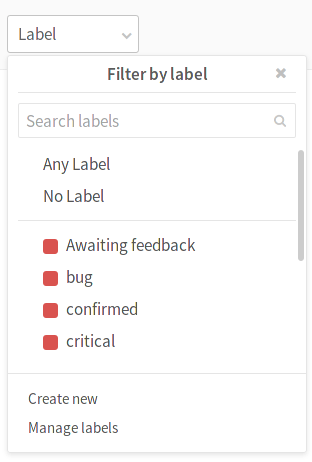 Label
Filter by label
Search labels
Any Label
No Label
Awaiting feedback
bug
confirmed
critical
Create new
Manage labels